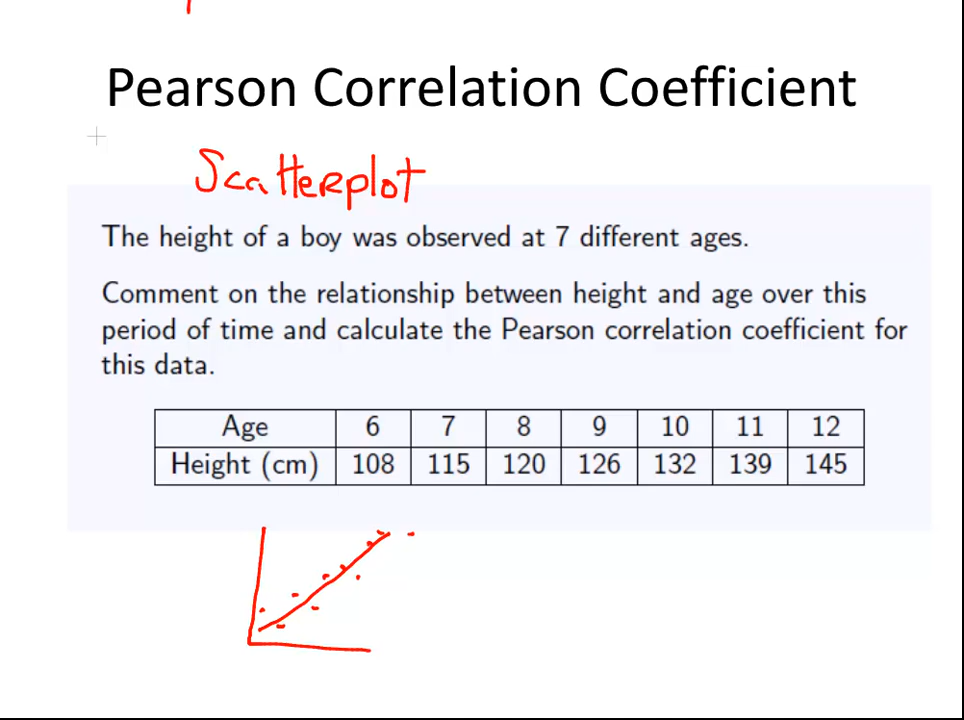 Pearson Correlation Coefficient
Scatterplot
The height of a boy was observed at 7 different ages.
Comment on the relationship between height and age over this
period of time and calculate the Pearson correlation coefficient for
this data.
Age 6 7 8 9 10 11 12
Height (cm) 108 115 120 126 132 139 145